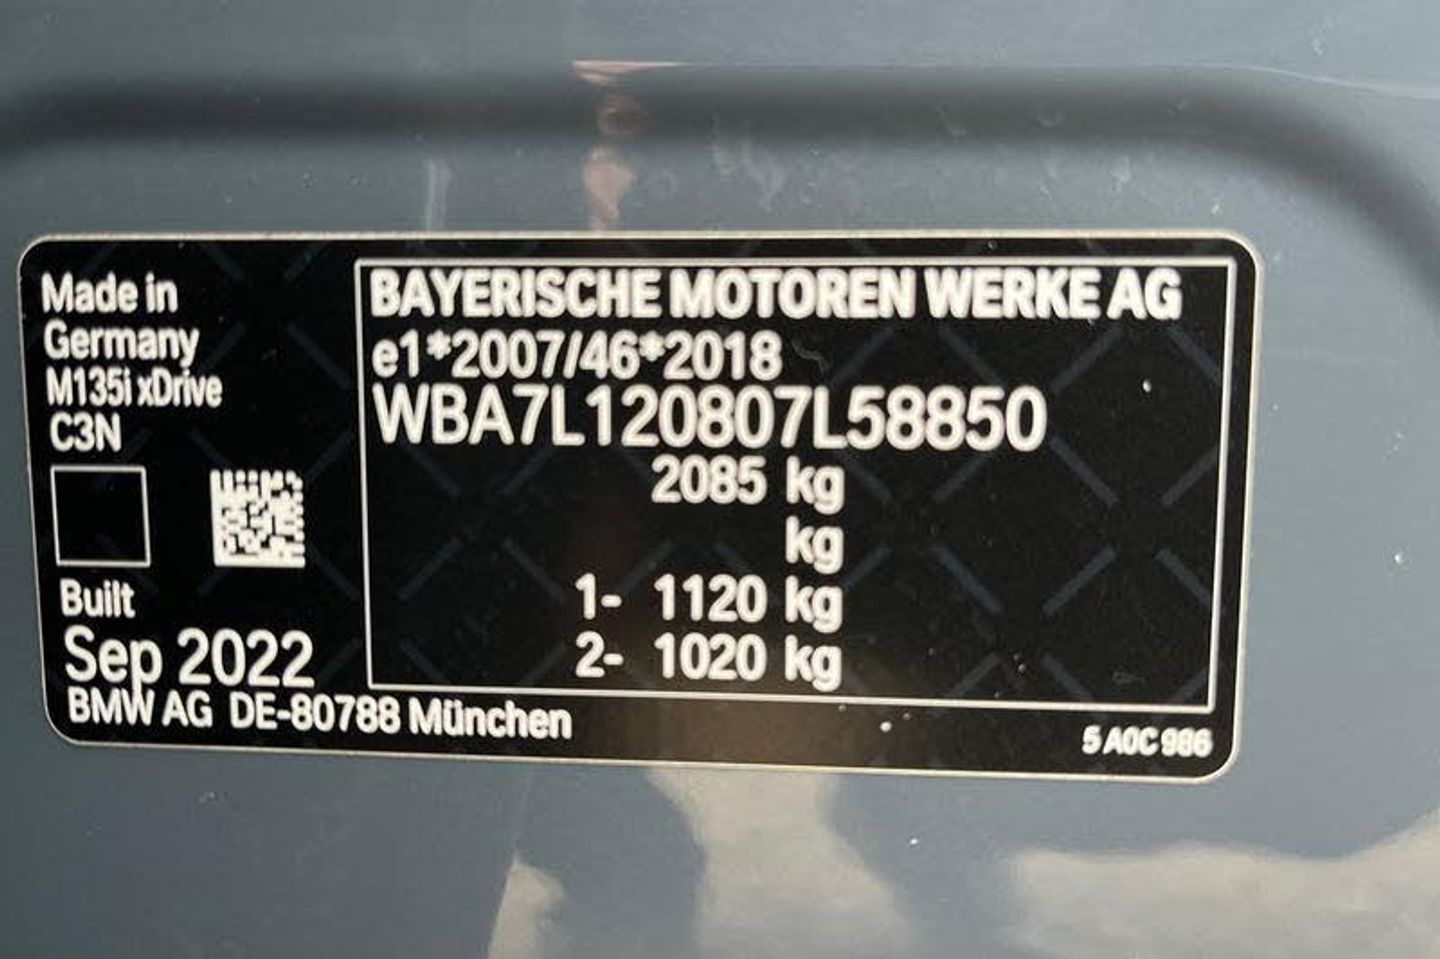 Made in
Germany
M135i xDrive
C3N
Built
Sep 2022
BMW AG DE-80788 München
BAYERISCHE MOTOREN WERKE AG
e1*2007/46*2018
WBA7L120807L58850
2085 kg
kg
1- 1120 kg
2- 1020 kg
5 A0C 986